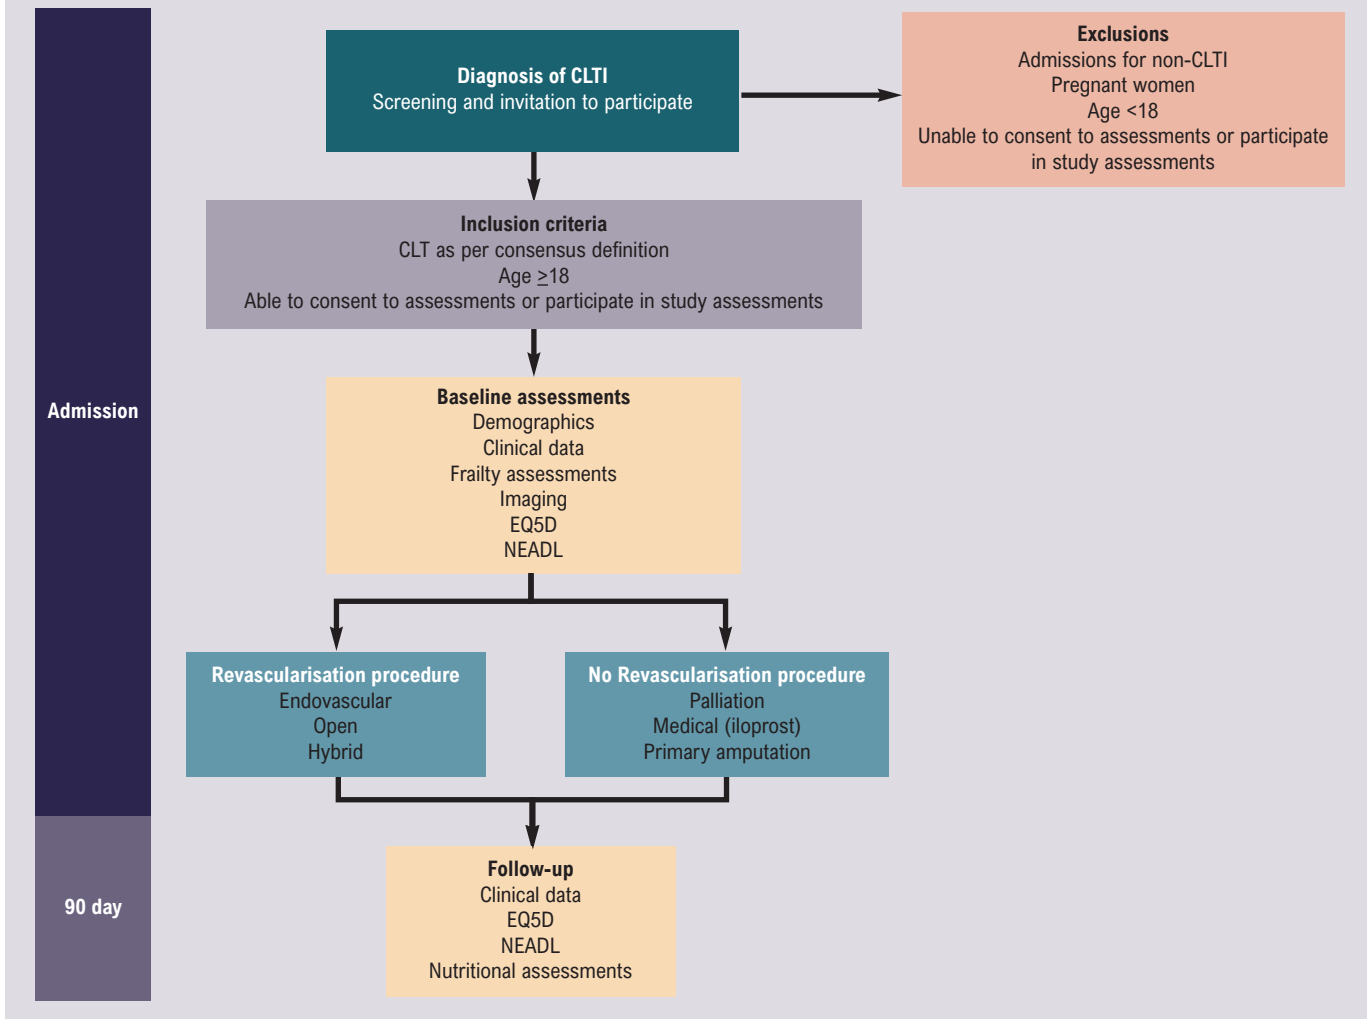 Diagnosis of CLTI
Screening and invitation to participate
Exclusions
Admissions for non-CLTI
Pregnant women
Age <18
Unable to consent to assessments or participate
in study assessments
Inclusion criteria
CLT as per consensus definition
Age ≥18
Able to consent to assessments or participate in study assessments
Admission
Baseline assessments
Demographics
Clinical data
Frailty assessments
Imaging
EQ5D
NEADL
Revascularisation procedure
Endovascular
Open
Hybrid
No Revascularisation procedure
Palliation
Medical (iloprost)
Primary amputation
90 day
Follow-up
Clinical data
EQ5D
NEADL
Nutritional assessments